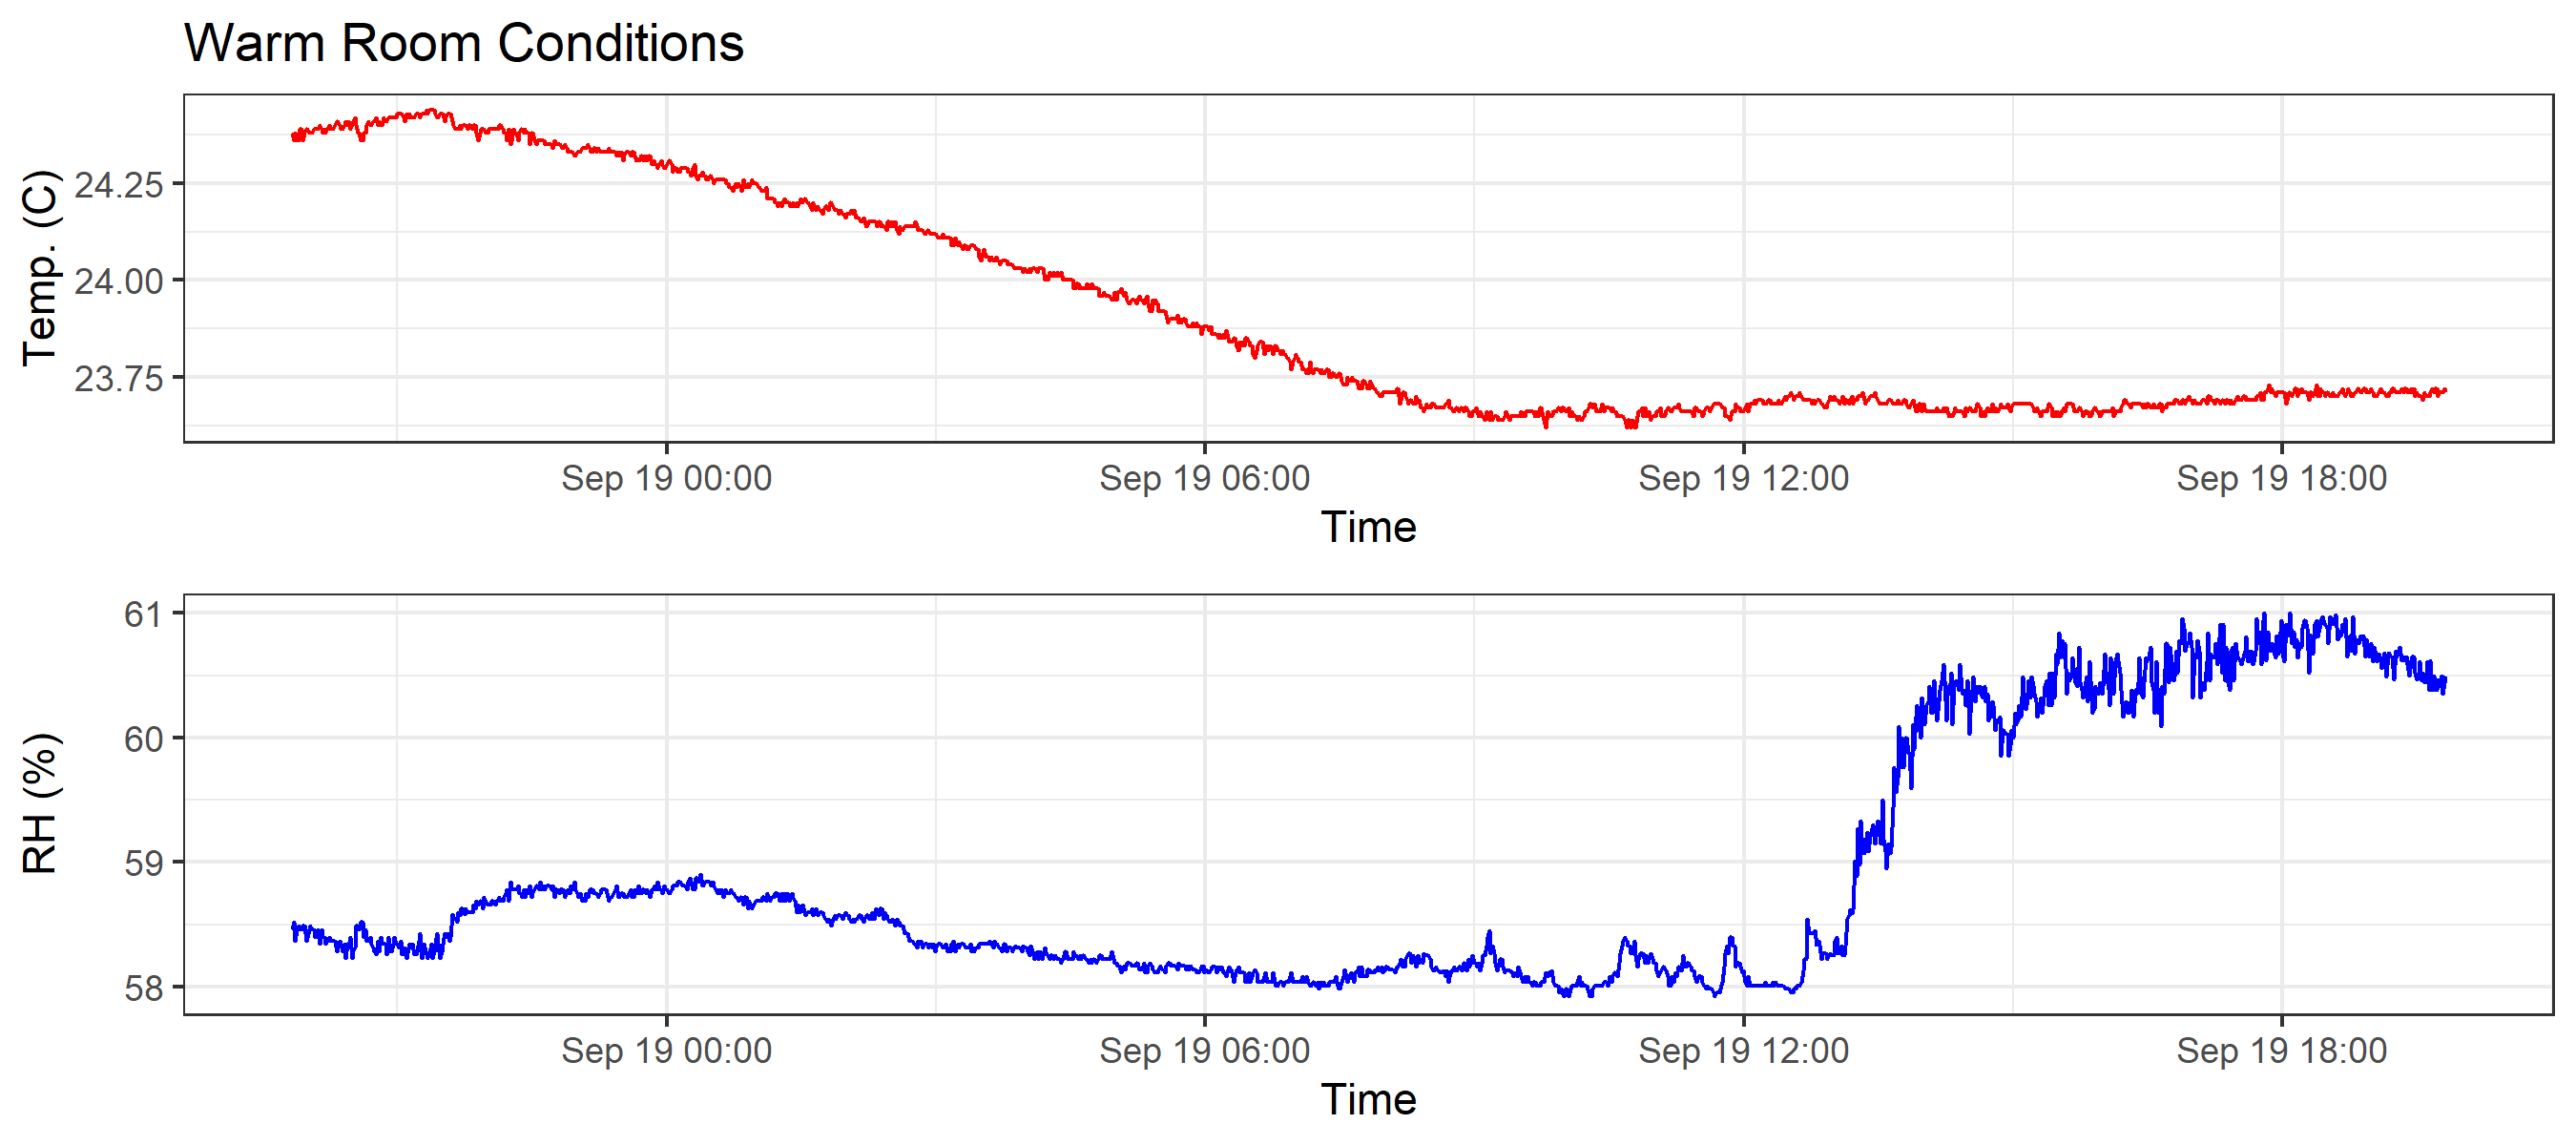 Warm Room Conditions
Temp. (C)
24.25
24.00
23.75
Sep 19 00:00 Sep 19 06:00 Sep 19 12:00 Sep 19 18:00
Time
RH (%)
61
60
59
58
Sep 19 00:00 Sep 19 06:00 Sep 19 12:00 Sep 19 18:00
Time